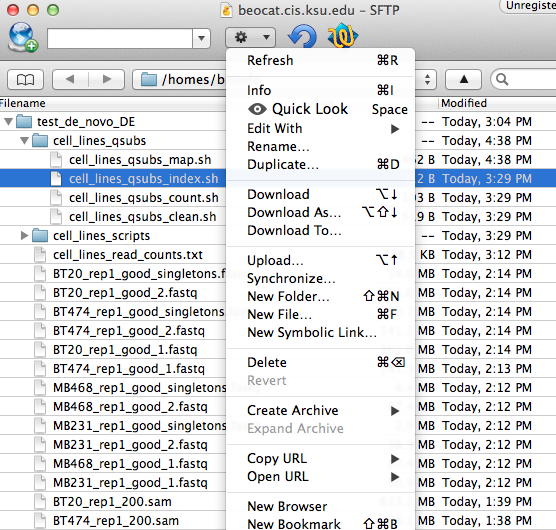 beocat.cis.ksu.edu – SFTP
Unregiste
/homes/b
Filename Modified
test_de_novo_DE -- Today, 3:04 PM
cell_lines_qsubs -- Today, 4:38 PM
cell_lines_qsubs_map.sh B Today, 4:38 PM
cell_lines_qsubs_index.sh 2 B Today, 3:29 PM
cell_lines_qsubs_count.sh 3 B Today, 3:29 PM
cell_lines_qsubs_clean.sh B Today, 3:29 PM
cell_lines_scripts -- Today, 3:29 PM
cell_lines_read_counts.txt KB Today, 3:12 PM
BT20_rep1_good_singletons.f MB Today, 2:14 PM
BT20_rep1_good_2.fastq MB Today, 2:14 PM
BT474_rep1_good_singletons. MB Today, 2:14 PM
BT474_rep1_good_2.fastq MB Today, 2:14 PM
BT20_rep1_good_1.fastq MB Today, 2:14 PM
BT474_rep1_good_1.fastq MB Today, 2:13 PM
MB468_rep1_good_singletons MB Today, 2:12 PM
MB468_rep1_good_2.fastq MB Today, 2:12 PM
MB231_rep1_good_singletons MB Today, 2:12 PM
MB231_rep1_good_2.fastq MB Today, 2:12 PM
MB468_rep1_good_1.fastq MB Today, 2:12 PM
MB231_rep1_good_1.fastq MB Today, 2:12 PM
BT20_rep1_200.sam MB Today, 1:39 PM
BT474_rep1_200.sam MB Today, 1:38 PM
Refresh ⌘R
Info ⌘I
Quick Look Space
Edit With
Rename...
Duplicate... ⌘D
Download ⌥↓
Download As... ⌥⇧↓
Download To...
Upload... ⌥↑
Synchronize...
New Folder... ⇧⌘N
New File... ⌘F
New Symbolic Link...
Delete ⌘⌫
Revert
Create Archive
Expand Archive
Copy URL
Open URL
New Browser
New Bookmark ⇧⌘B